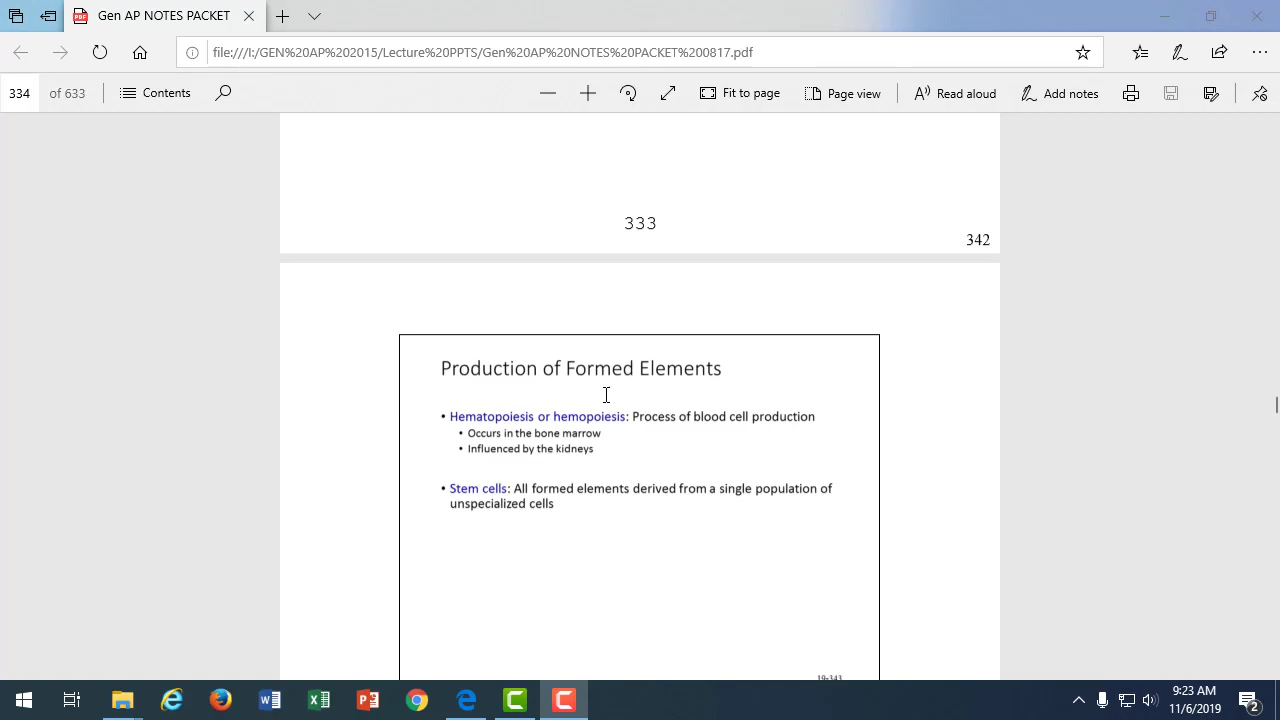 Gen AP NOTES PACKET
file:///I:/GEN%20AP%202015/Lecture%20PPTS/Gen%20AP%20NOTES%20PACKET%200817.pdf
334 of 633 Contents Fit to page Page view Read aloud Add notes
333
342
Production of Formed Elements
• Hematopoiesis or hemopoiesis: Process of blood cell production
• Occurs in the bone marrow
• Influenced by the kidneys
• Stem cells: All formed elements derived from a single population of
unspecialized cells
19-343
9:23 AM
11/6/2019
2